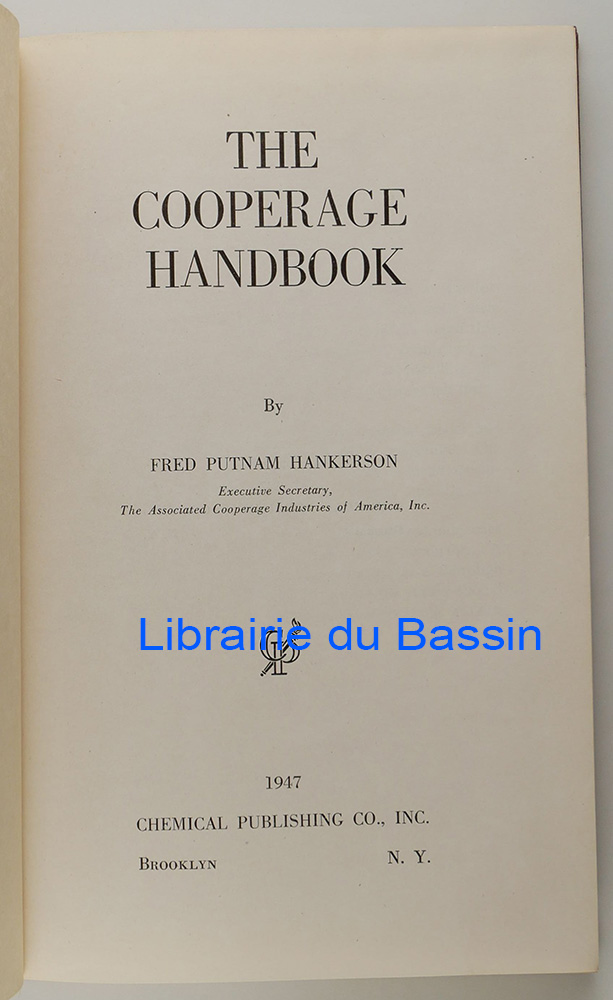 THE
COOPERAGE
HANDBOOK
By
FRED PUTNAM HANKERSON
Executive Secretary,
The Associated Cooperage Industries of America, Inc.
Librairie du Bassin
1947
CHEMICAL PUBLISHING CO., INC.
BROOKLYN N. Y.